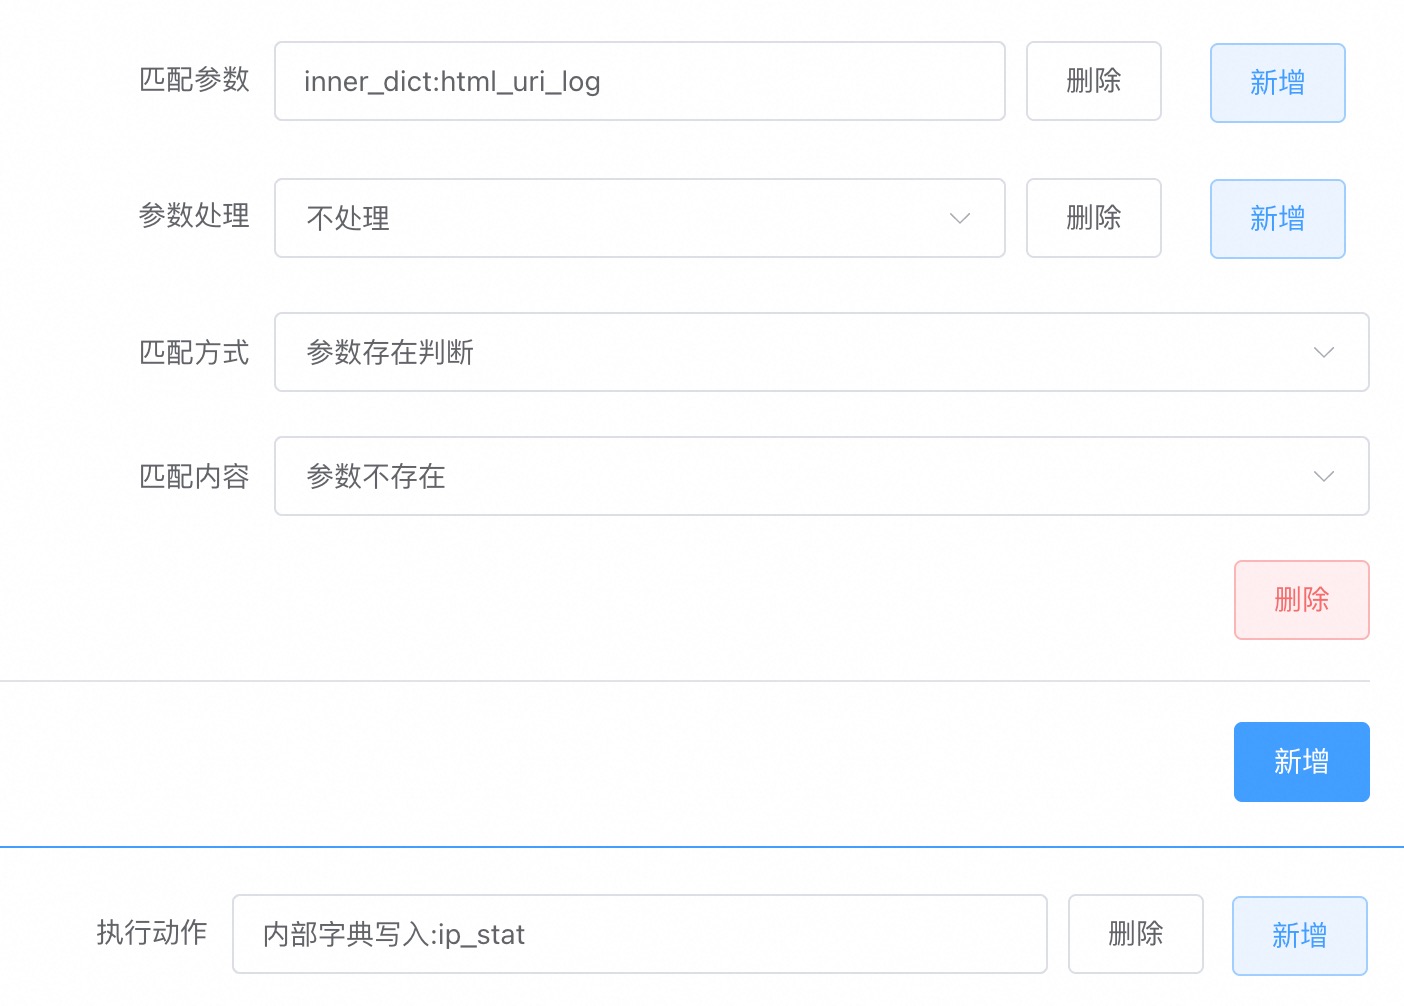 匹配参数 inner_dict:html_uri_log 删除 新增
参数处理 不处理 删除 新增
匹配方式 参数存在判断
匹配内容 参数不存在
删除
新增
执行动作 内部字典写入:ip_stat 删除 新增